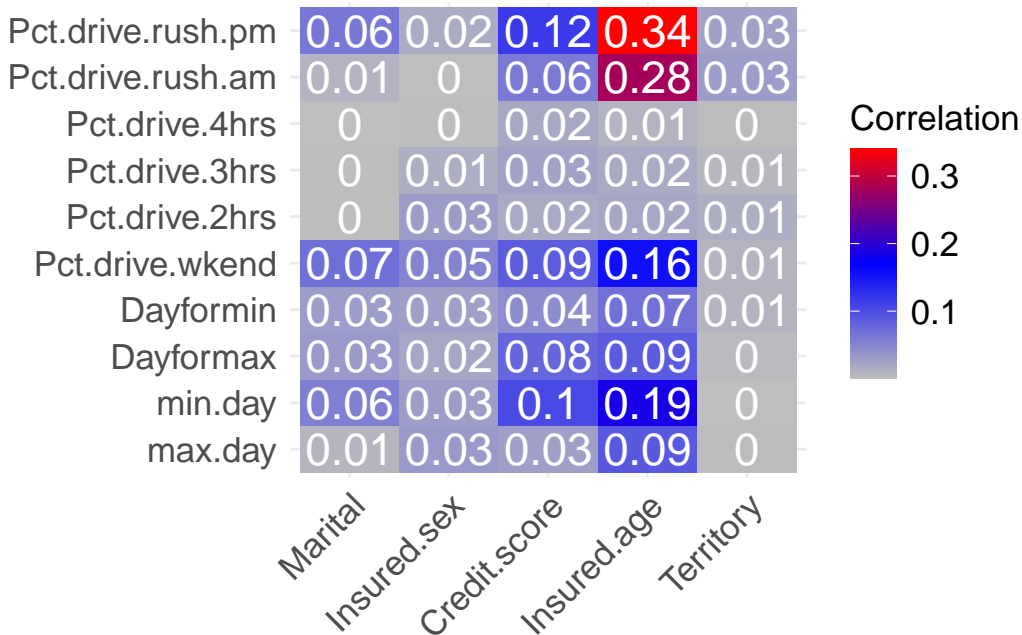 Pct.drive.rush.pm 0.06 0.02 0.12 0.34 0.03
Pct.drive.rush.am 0.01 0 0.06 0.28 0.03
Pct.drive.4hrs 0 0 0.02 0.01 0
Pct.drive.3hrs 0 0.01 0.03 0.02 0.01
Pct.drive.2hrs 0 0.03 0.02 0.02 0.01
Pct.drive.wkend 0.07 0.05 0.09 0.16 0.01
Dayformin 0.03 0.03 0.04 0.07 0.01
Dayformax 0.03 0.02 0.08 0.09 0
min.day 0.06 0.03 0.1 0.19 0
max.day 0.01 0.03 0.03 0.09 0
Marital Insured.sex Credit.score Insured.age Territory
Correlation
0.3
0.2
0.1